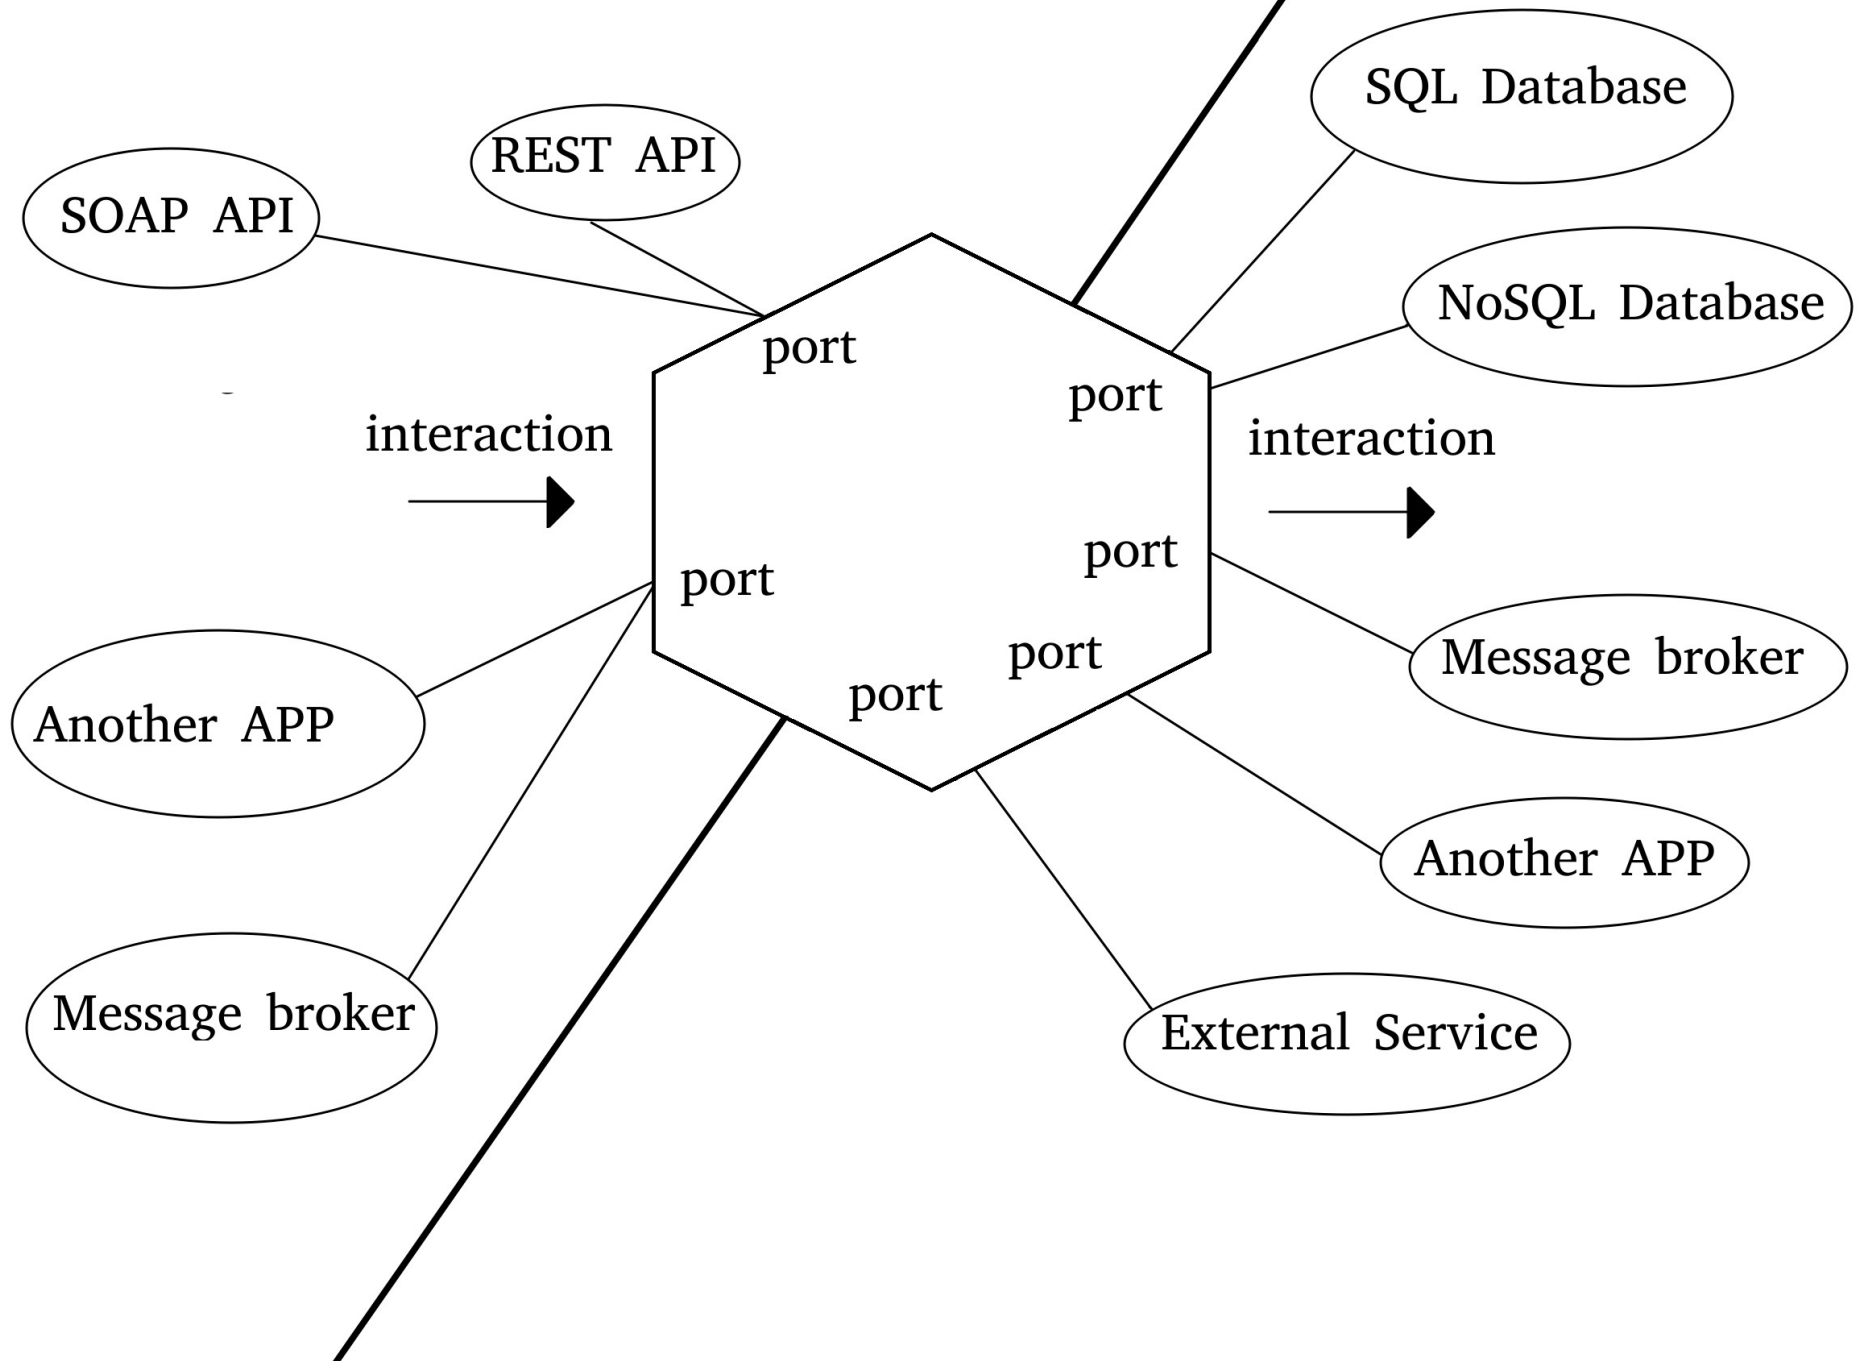 SQL Database
REST API
SOAP API
NoSQL Database
port
port
interaction
interaction
port
port
port
port
Message broker
Another APP
Another APP
Message broker
External Service